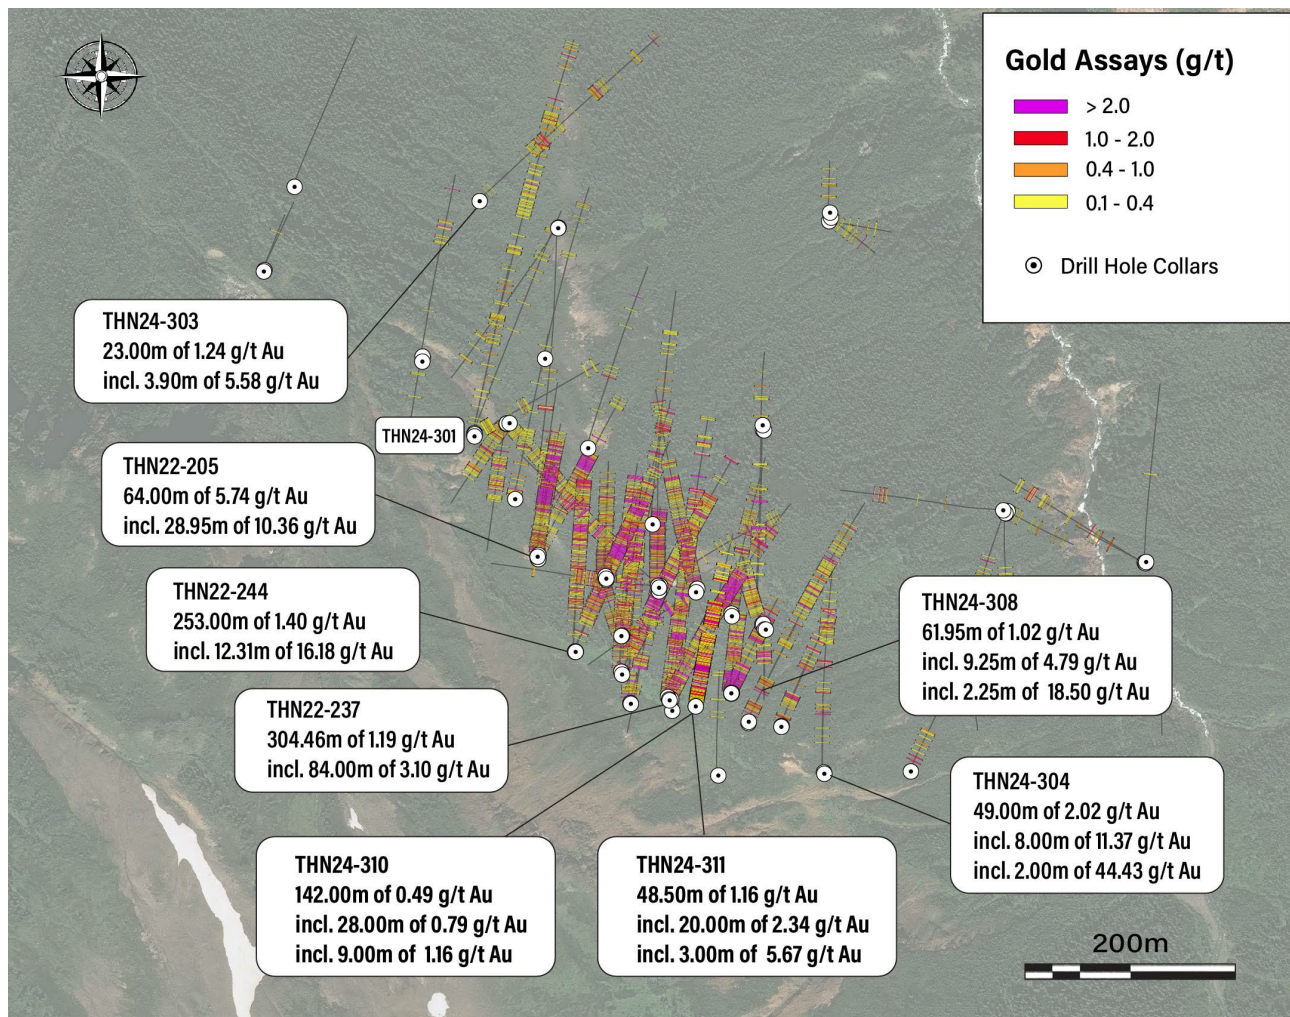 Gold Assays (g/t)
> 2.0
1.0 - 2.0
0.4 - 1.0
0.1 - 0.4
Drill Hole Collars
THN24-303
23.00m of 1.24 g/t Au
incl. 3.90m of 5.58 g/t Au
THN24-301
THN22-205
64.00m of 5.74 g/t Au
incl. 28.95m of 10.36 g/t Au
THN22-244
253.00m of 1.40 g/t Au
incl. 12.31m of 16.18 g/t Au
THN24-308
61.95m of 1.02 g/t Au
incl. 9.25m of 4.79 g/t Au
incl. 2.25m of 18.50 g/t Au
THN22-237
304.46m of 1.19 g/t Au
incl. 84.00m of 3.10 g/t Au
THN24-304
49.00m of 2.02 g/t Au
incl. 8.00m of 11.37 g/t Au
incl. 2.00m of 44.43 g/t Au
THN24-310
142.00m of 0.49 g/t Au
incl. 28.00m of 0.79 g/t Au
incl. 9.00m of 1.16 g/t Au
THN24-311
48.50m of 1.16 g/t Au
incl. 20.00m of 2.34 g/t Au
incl. 3.00m of 5.67 g/t Au
200m